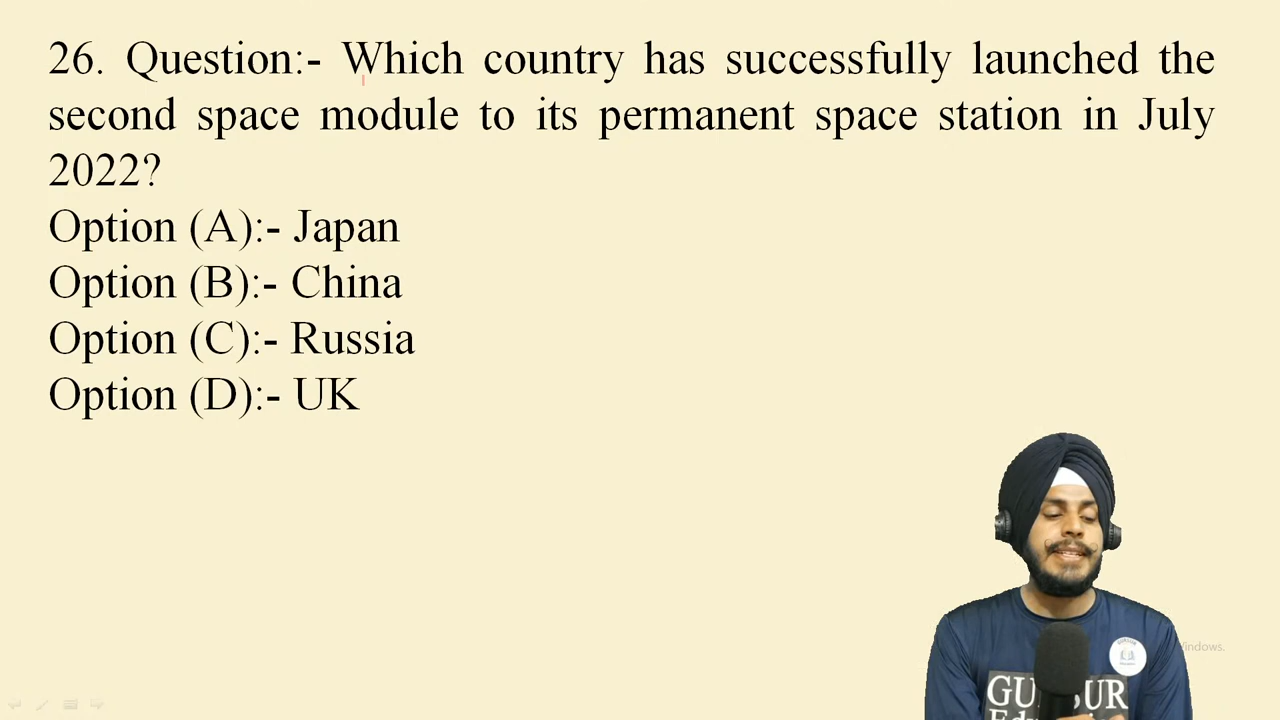 26. Question:- Which country has successfully launched the
second space module to its permanent space station in July
2022?
Option (A):- Japan
Option (B):- China
Option (C):- Russia
Option (D):- UK
Windows.